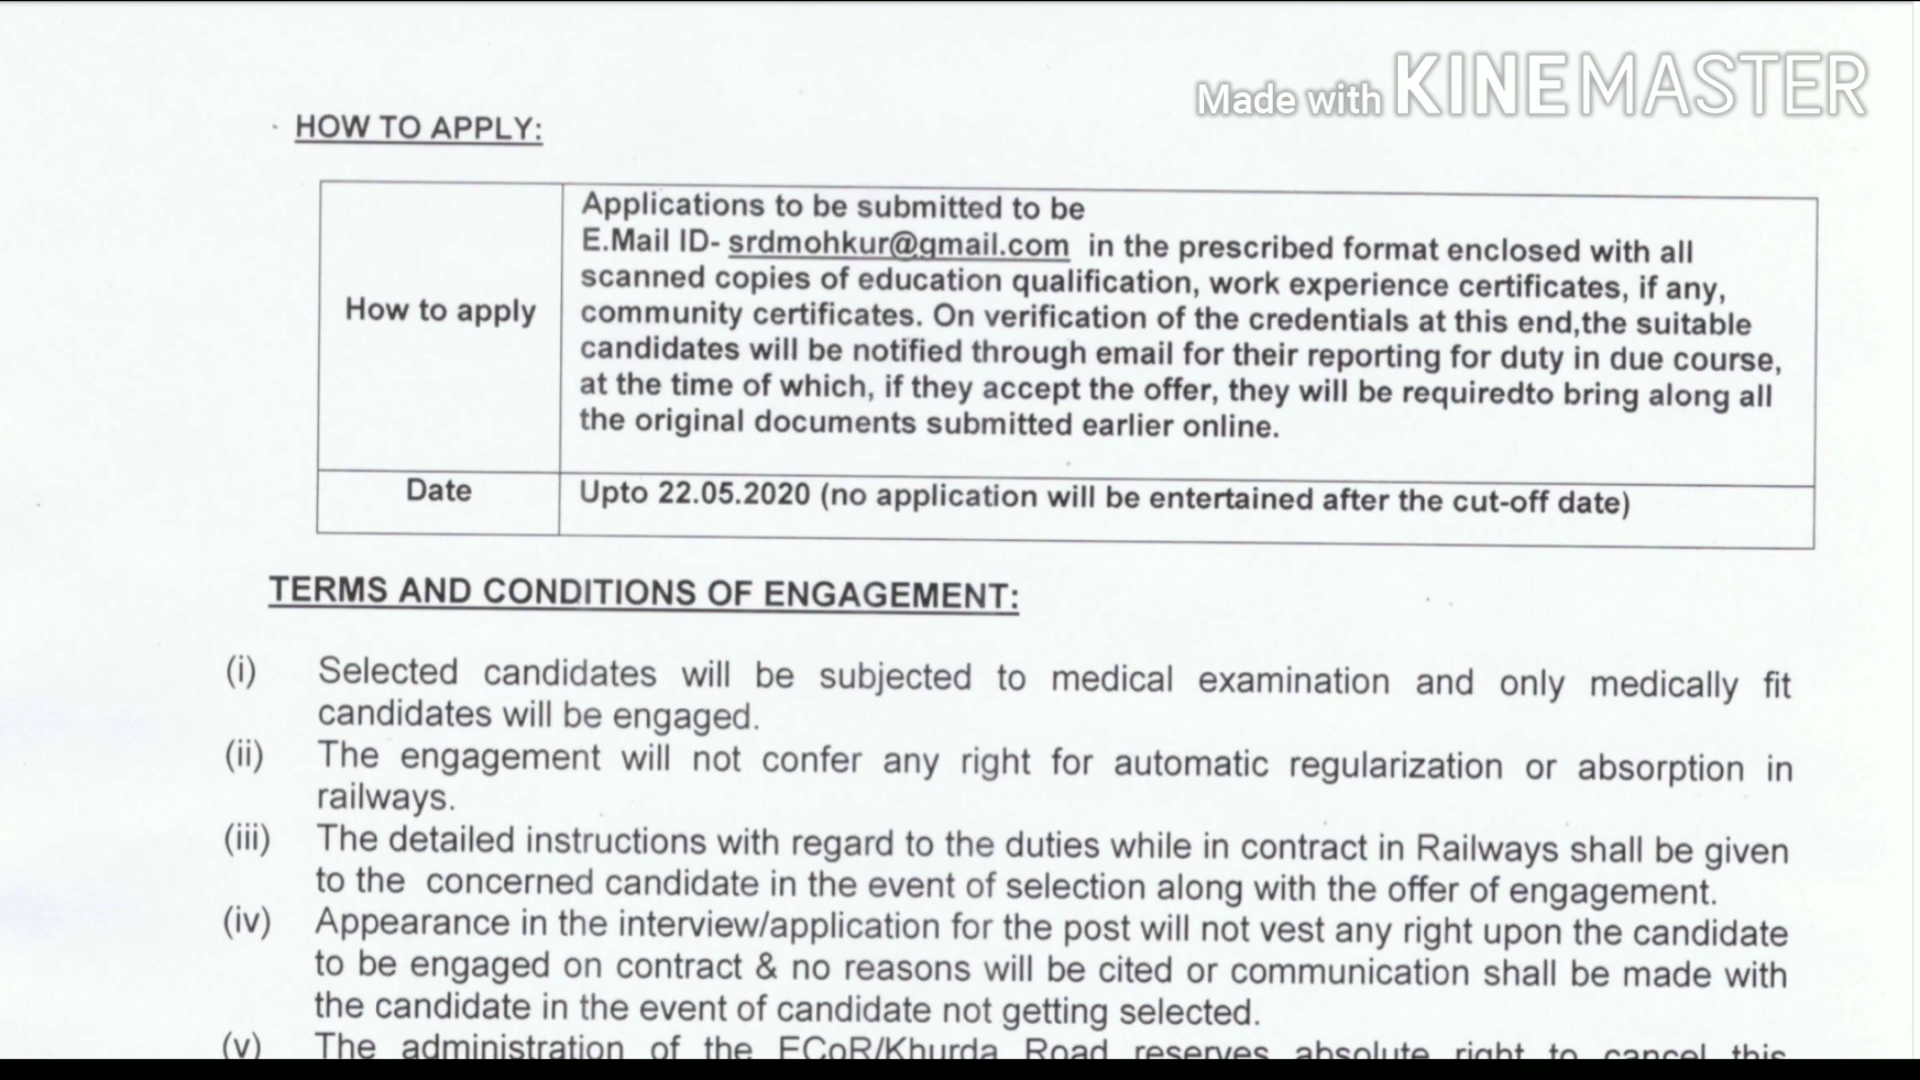 Made with KINEMASTER
HOW TO APPLY:
How to apply
Applications to be submitted to be
E.Mail ID- srdmohkur@gmail.com in the prescribed format enclosed with all
scanned copies of education qualification, work experience certificates, if any,
community certificates. On verification of the credentials at this end,the suitable
candidates will be notified through email for their reporting for duty in due course,
at the time of which, if they accept the offer, they will be requiredto bring along all
the original documents submitted earlier online.
Date
Upto 22.05.2020 (no application will be entertained after the cut-off date)
TERMS AND CONDITIONS OF ENGAGEMENT:
(i) Selected candidates will be subjected to medical examination and only medically fit
candidates will be engaged.
(ii) The engagement will not confer any right for automatic regularization or absorption in
railways.
(iii) The detailed instructions with regard to the duties while in contract in Railways shall be given
to the concerned candidate in the event of selection along with the offer of engagement.
(iv) Appearance in the interview/application for the post will not vest any right upon the candidate
to be engaged on contract & no reasons will be cited or communication shall be made with
the candidate in the event of candidate not getting selected.
(v) The administration of the ECoR/Khurda Road reserves absolute right to cancel this